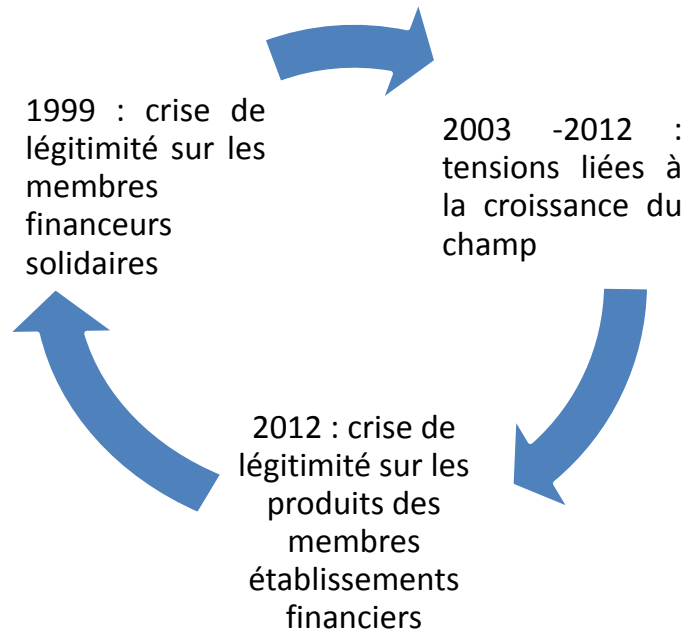 1999 : crise de
légitimité sur les
membres
financeurs
solidaires
2003 -2012 :
tensions liées à
la croissance du
champ
2012 : crise de
légitimité sur les
produits des
membres
établissements
financiers